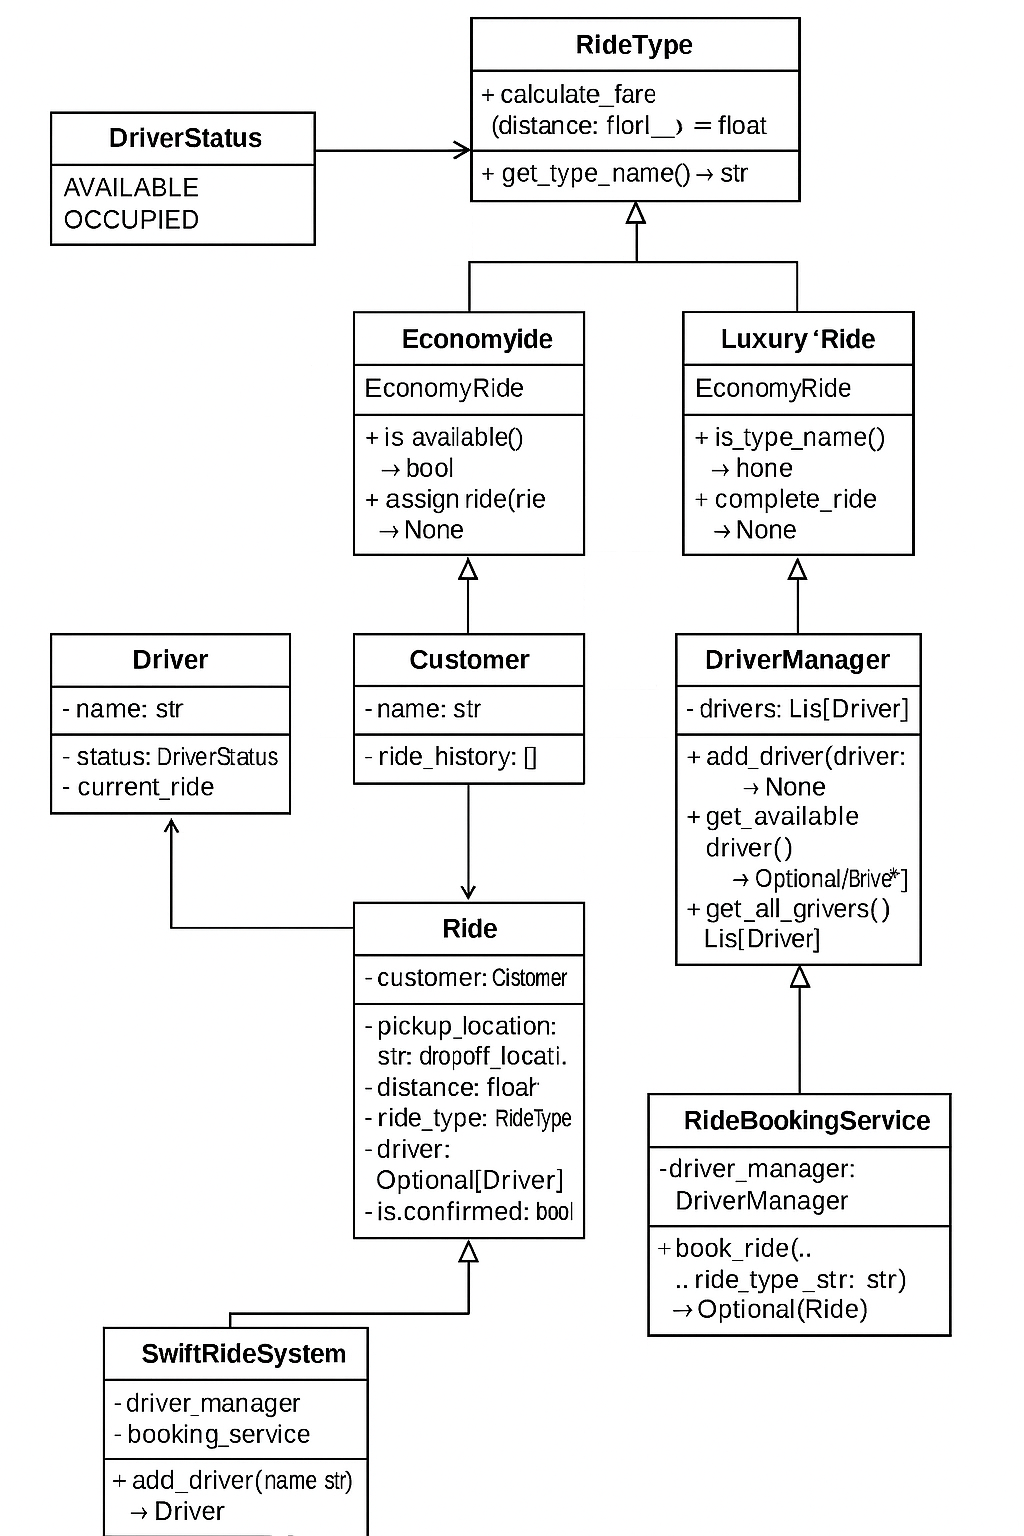 RideType
+ calculate_fare
(distance: florl__) = float
+ get_type_name() → str
DriverStatus
AVAILABLE
OCCUPIED
Economyide
EconomyRide
+ is available()
→ bool
+ assign ride(rie
→ None
Luxury ‘Ride
EconomyRide
+ is_type_name()
→ hone
+ complete_ride
→ None
Driver
- name: str
- status: DriverStatus
- current_ride
Customer
- name: str
- ride_history: []
DriverManager
- drivers: Lis[Driver]
+ add_driver(driver:
→ None
+ get_available
driver()
→ Optional/Brive*]
+ get_all_grivers()
Lis[Driver]
Ride
- customer: Cistomer
- pickup_location:
str: dropoff_locati.
- distance: floar
- ride_type: RideType
- driver:
Optional[Driver]
- is.confirmed: bool
RideBookingService
-driver_manager:
DriverManager
+ book_ride(..
.. ride_type_str: str)
→ Optional(Ride)
SwiftRideSystem
- driver_manager
- booking_service
+ add_driver(name str)
→ Driver